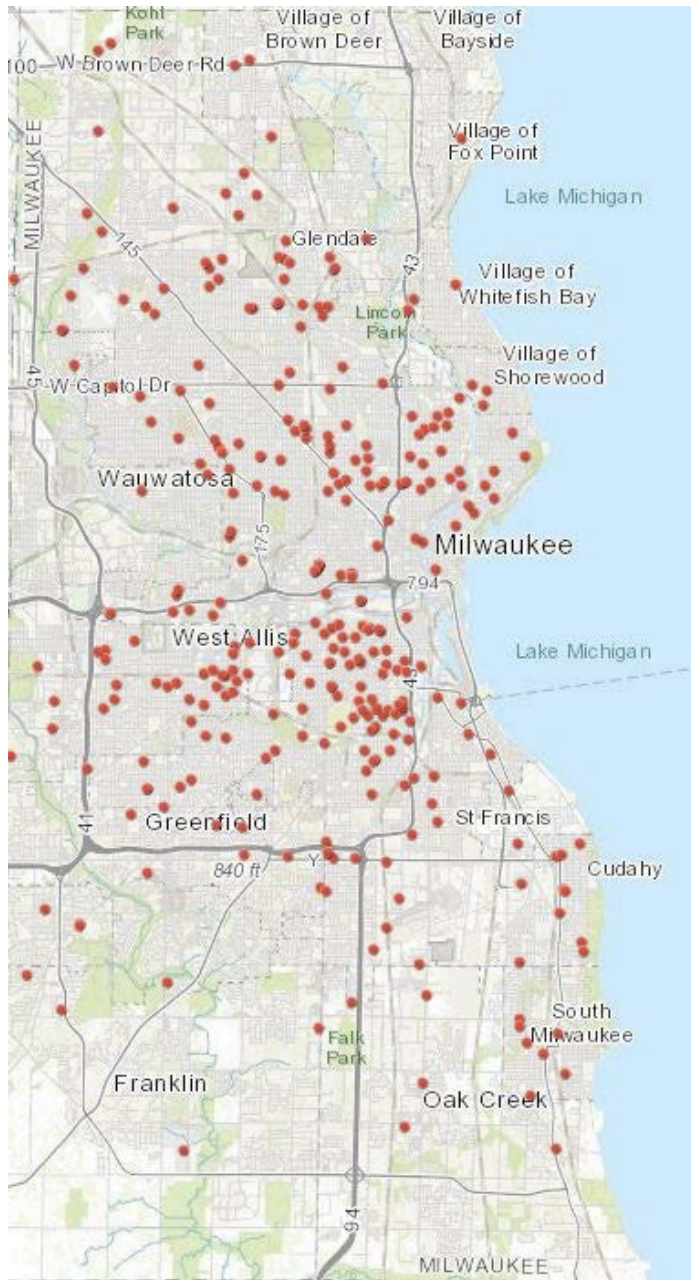 Kohl
Park
Village of
Brown Deer
Village of
Bayside
100
W Brown Deer Rd
MILWAUKEE
Village of
Fox Point
Lake Michigan
145
Glendale
43
Village of
Whitefish Bay
Lincoln
Park
Village of
Shorewood
45
W Capitol Dr
Wauwatosa
175
Milwaukee
794
West Allis
Lake Michigan
43
41
Greenfield
St Francis
840 ft
Y
Cudahy
South
Milwaukee
Falk
Park
Franklin
Oak Creek
94
MILWAUKEE